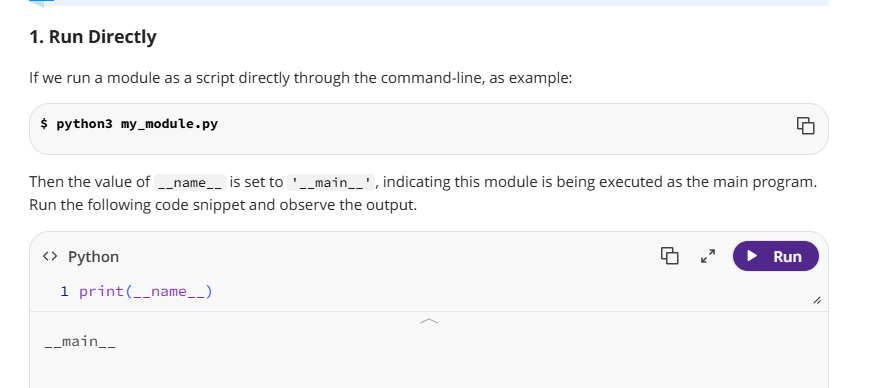 1. Run Directly
If we run a module as a script directly through the command-line, as example:
$ python3 my_module.py
Then the value of __name__ is set to '__main__', indicating this module is being executed as the main program.
Run the following code snippet and observe the output.
<> Python
Run
1 print(__name__)
__main__